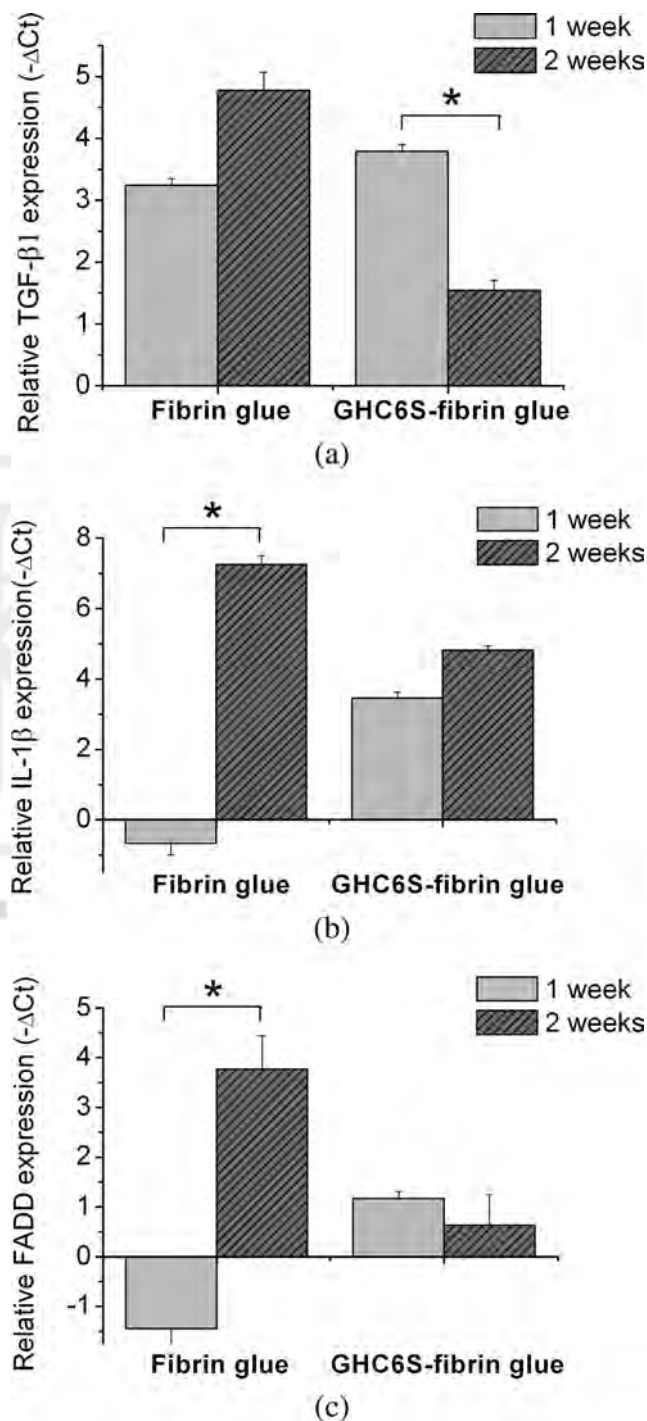 1 week
2 weeks
Relative TGF-β1 expression (-ΔCt)
5
4
3
2
1
0
*
Fibrin glue GHC6S-fibrin glue
(a)
1 week
2 weeks
Relative IL-1β expression(-ΔCt)
8
6
4
2
0
*
Fibrin glue GHC6S-fibrin glue
(b)
1 week
2 weeks
Relative FADD expression (-ΔCt)
5
4
3
2
1
0
-1
*
Fibrin glue GHC6S-fibrin glue
(c)